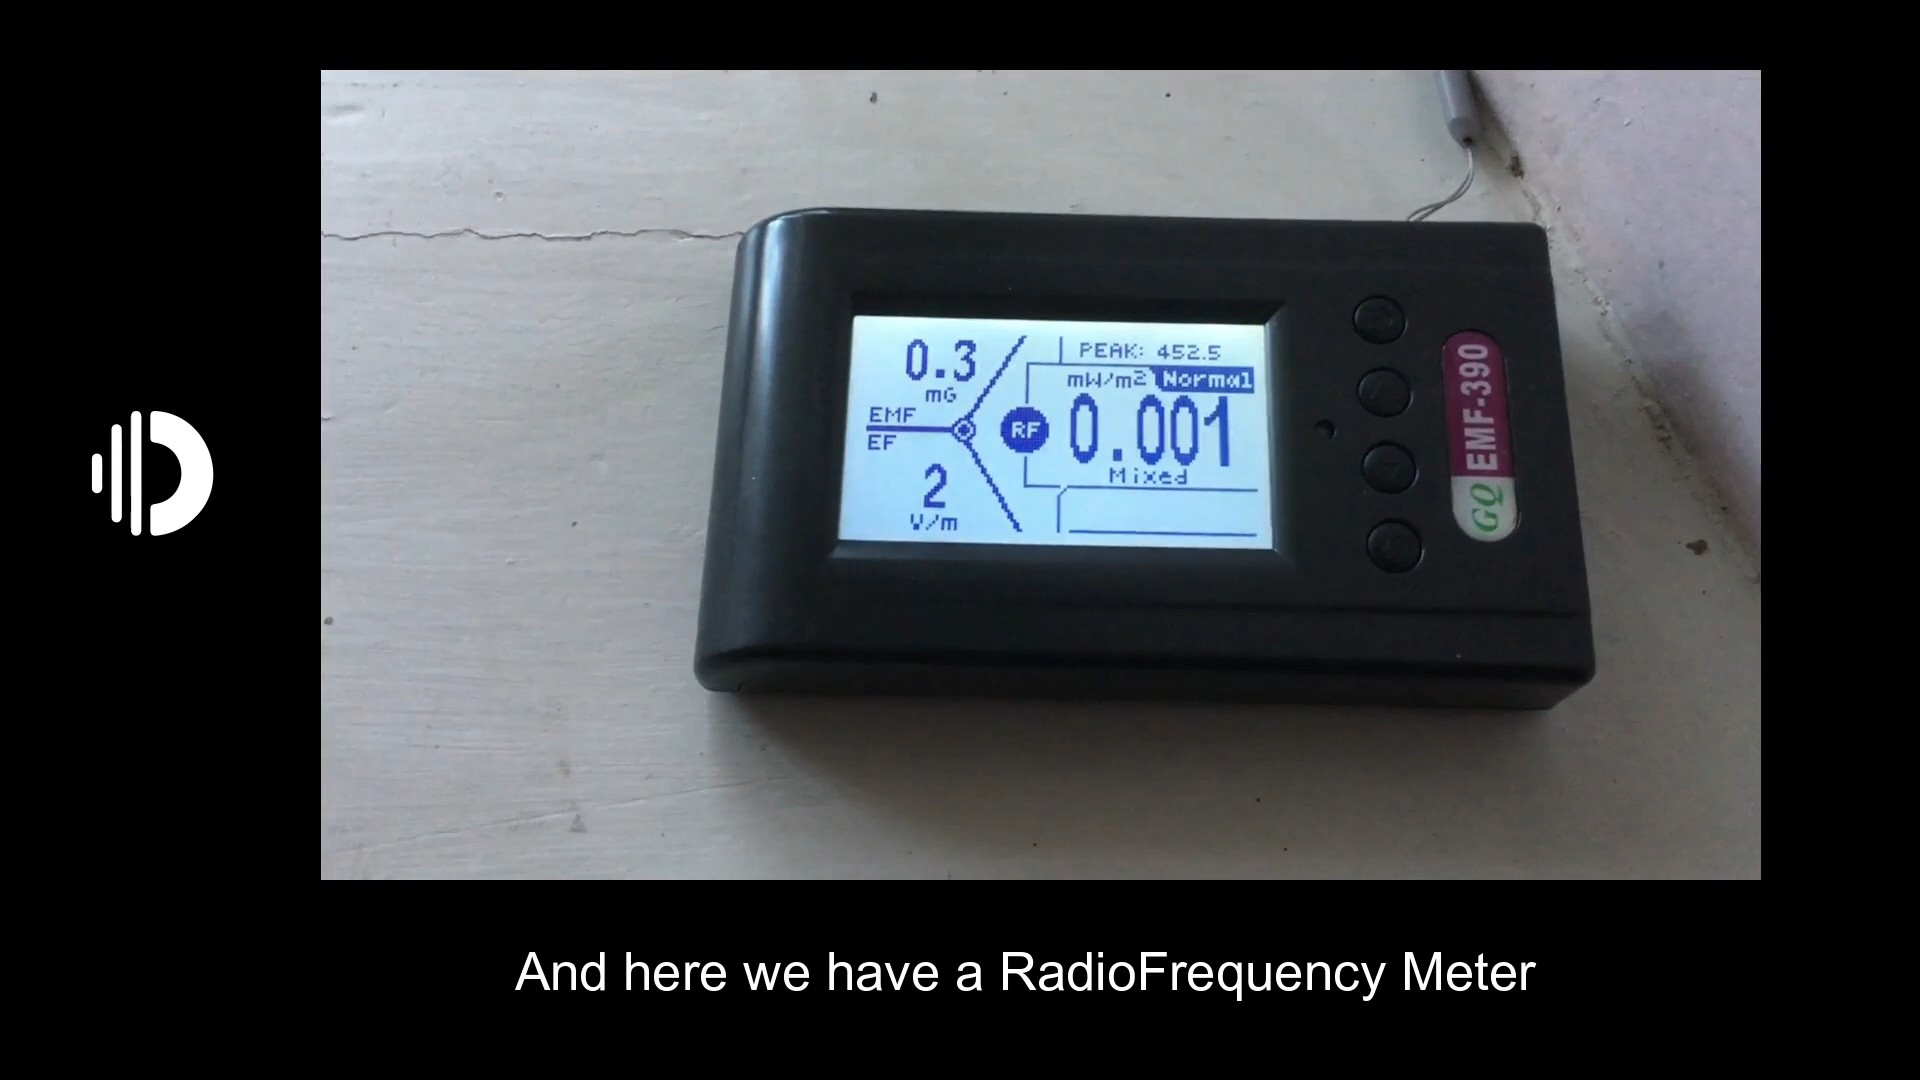 0.3
mG
EMF
EF
2
V/m
PEAK: 452.5
mW/m2 Normal
RF 0.001
Mixed
GQ EMF-390
And here we have a RadioFrequency Meter